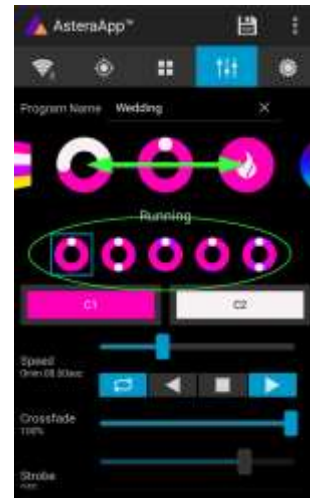 AsteraApp™
Program Name Wedding
Running
C1 C2
Speed
Crossfade
100%
Strobe